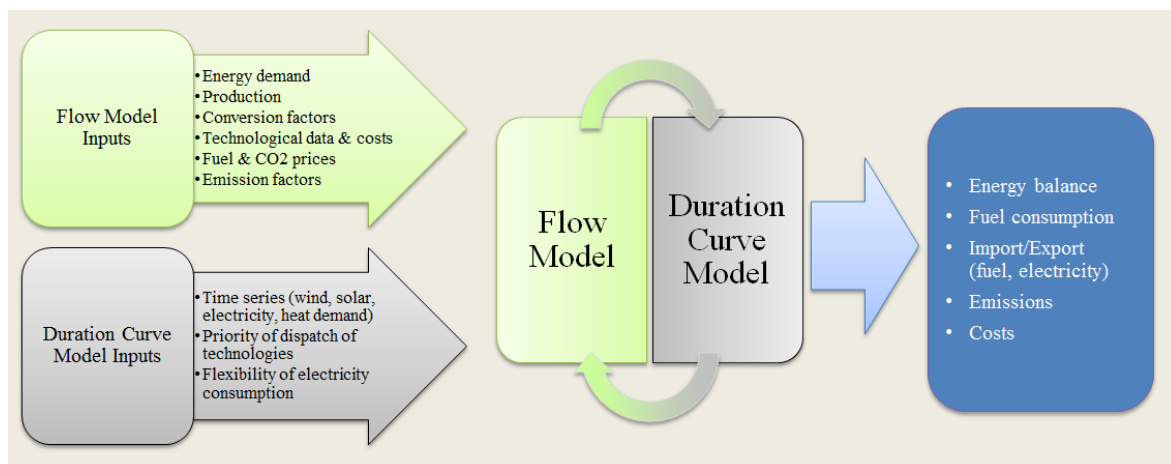 Flow Model
Inputs
•Energy demand
•Production
•Conversion factors
•Technological data & costs
•Fuel & CO2 prices
•Emission factors
Duration Curve
Model Inputs
•Time series (wind, solar,
electricity, heat demand)
•Priority of dispatch of
technologies
•Flexibility of electricity
consumption
Flow
Model
Duration
Curve
Model
• Energy balance
• Fuel consumption
• Import/Export
(fuel, electricity)
• Emissions
• Costs